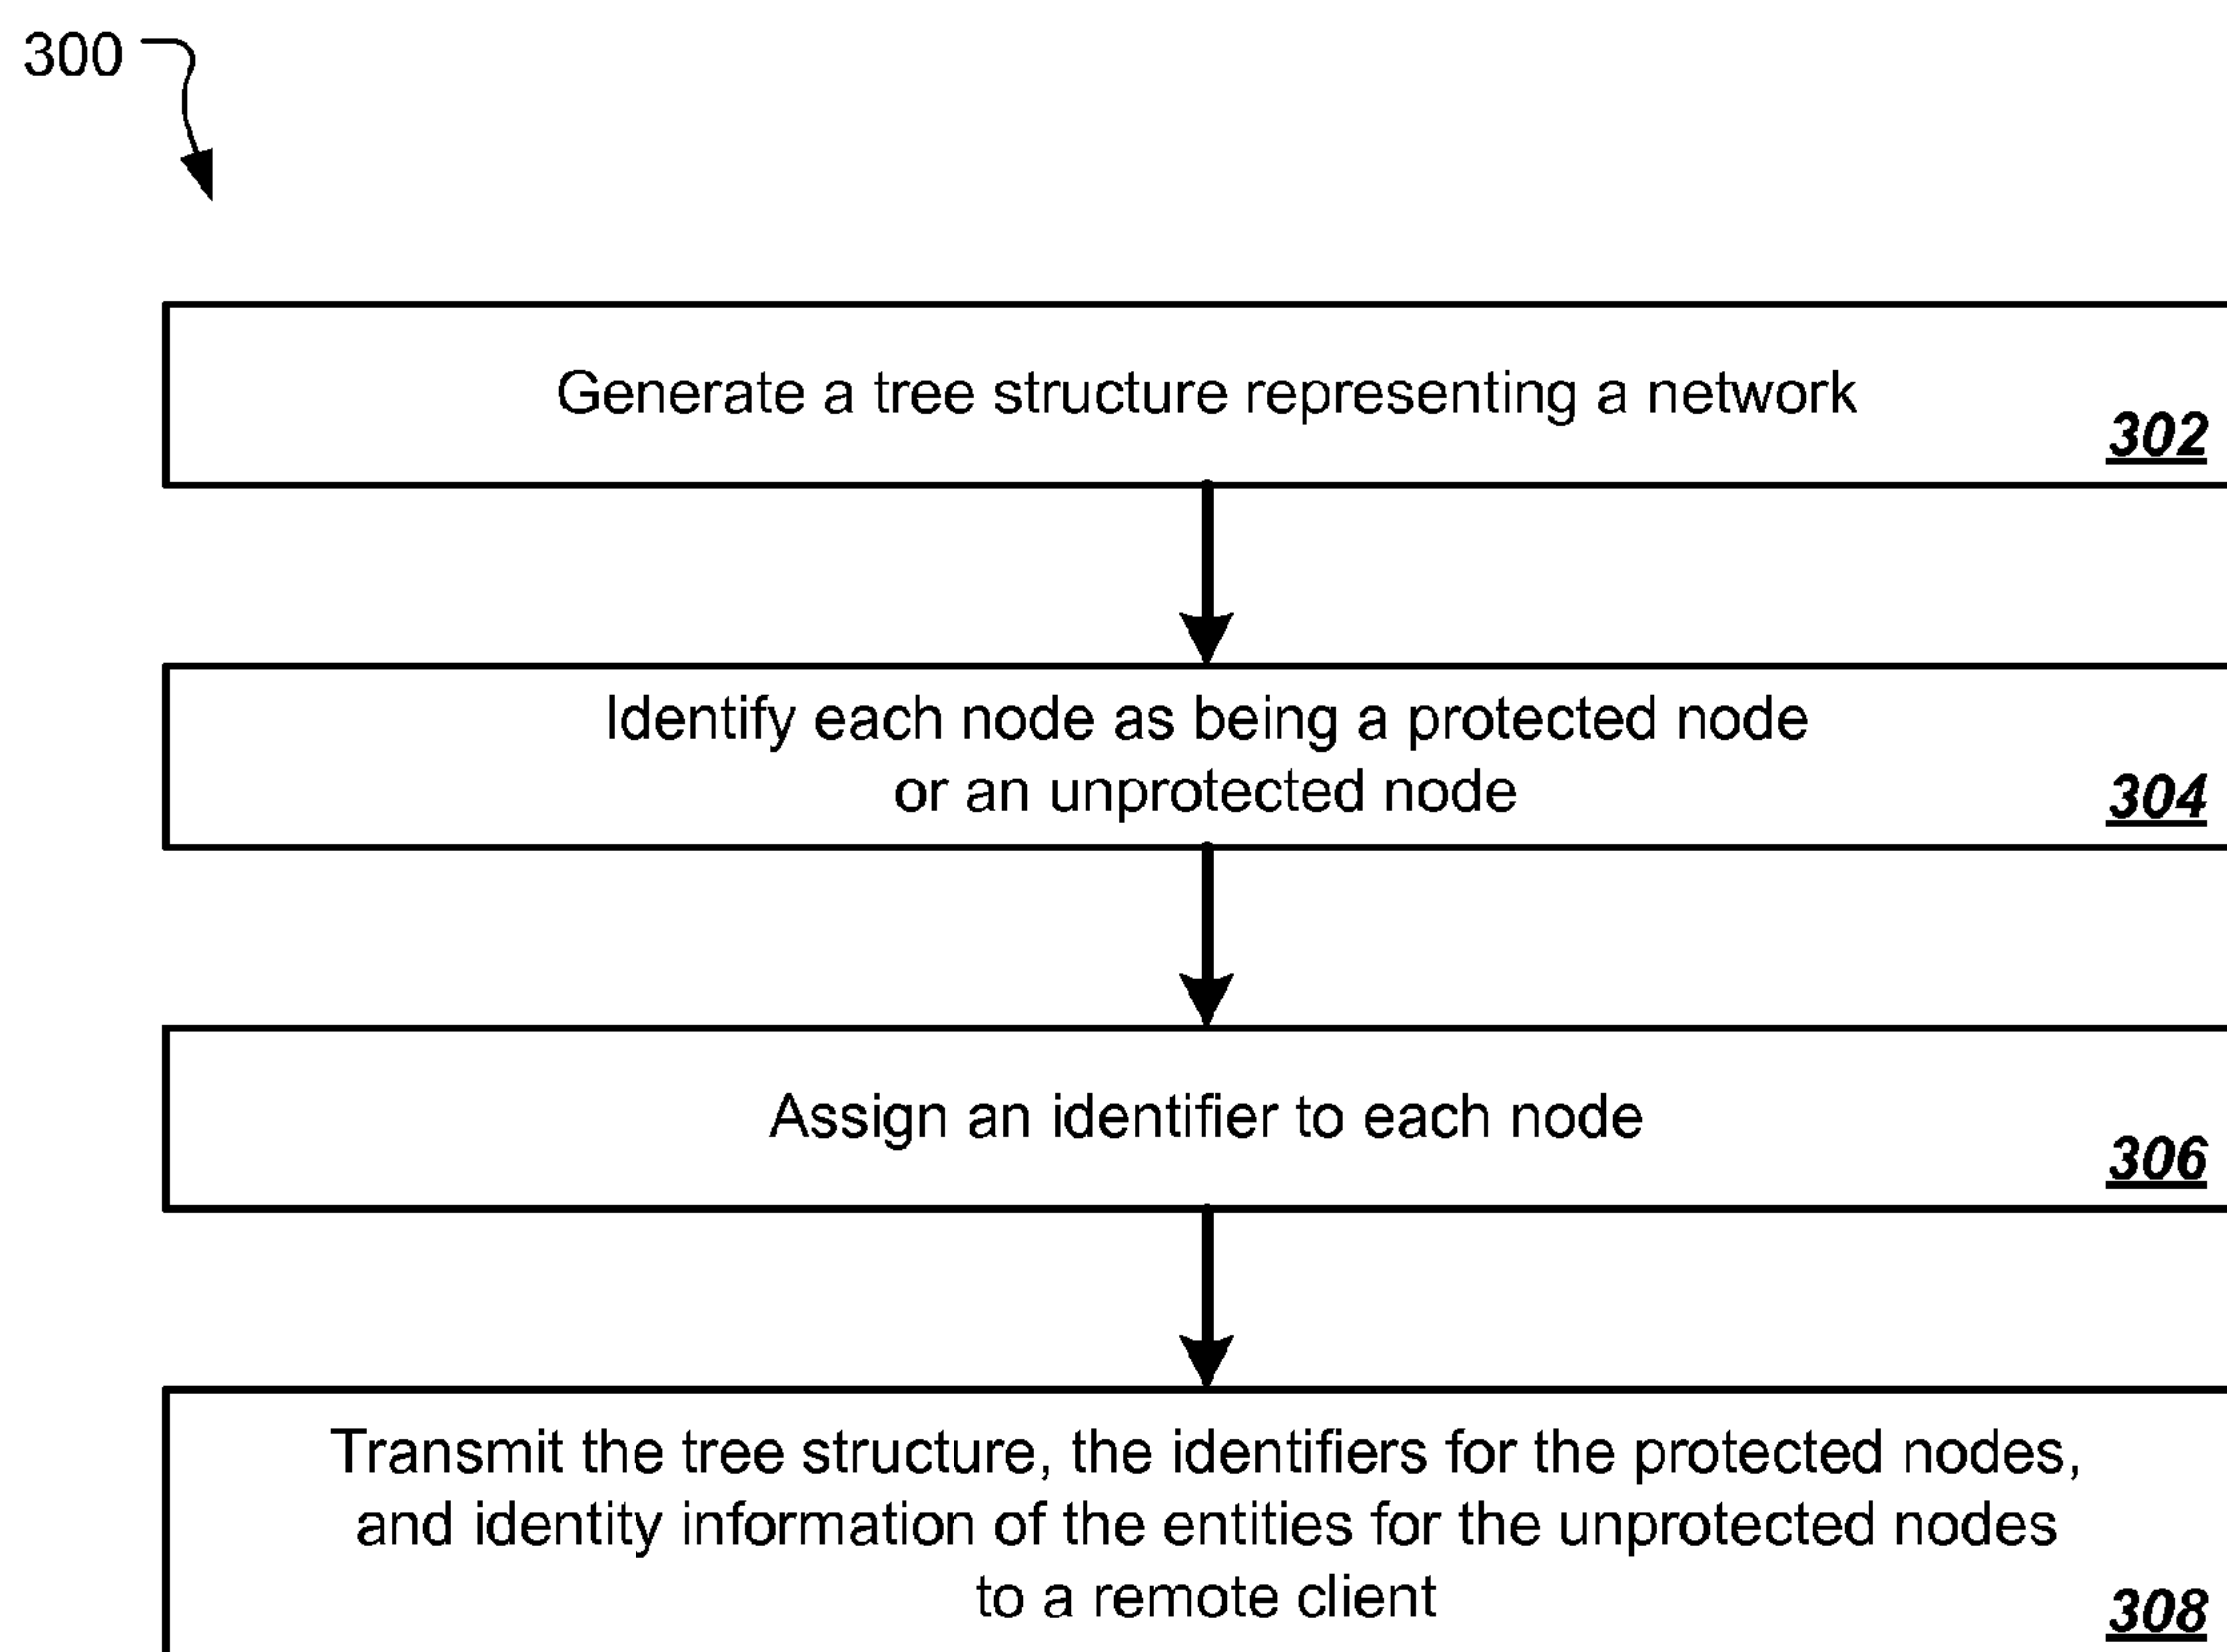 300
Generate a tree structure representing a network
302
Identify each node as being a protected node
or an unprotected node
304
Assign an identifier to each node
306
Transmit the tree structure, the identifiers for the protected nodes,
and identity information of the entities for the unprotected nodes
to a remote client
308